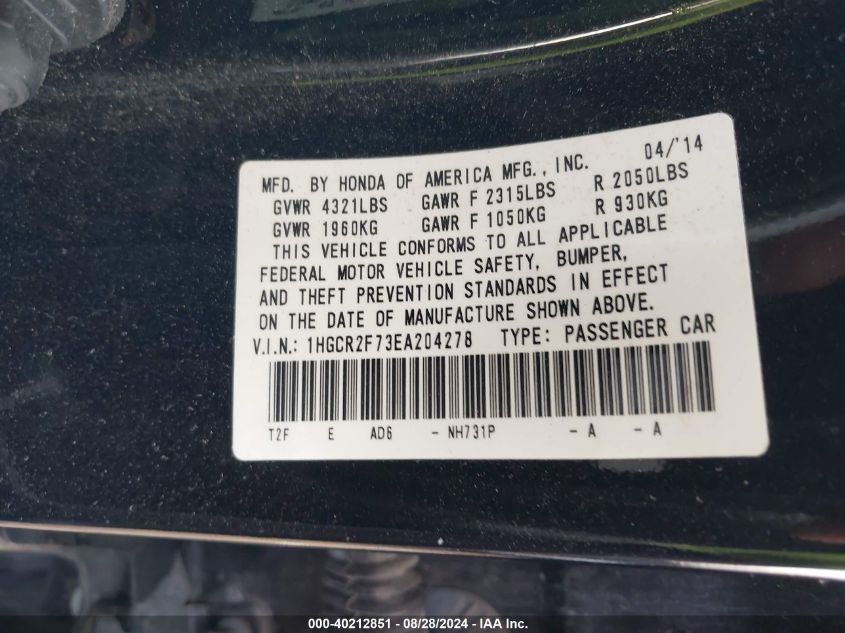 04/'14
MFD. BY HONDA OF AMERICA MFG., INC.
GVWR 4321LBS GAWR F 2315LBS R 2050LBS
GVWR 1960KG GAWR F 1050KG R 930KG
THIS VEHICLE CONFORMS TO ALL APPLICABLE
FEDERAL MOTOR VEHICLE SAFETY, BUMPER,
AND THEFT PREVENTION STANDARDS IN EFFECT
ON THE DATE OF MANUFACTURE SHOWN ABOVE.
V.I.N.: 1HGCR2F73EA204278 TYPE: PASSENGER CAR
T2F E AD6 - NH731P - A - A
000-40212851 - 08/28/2024 - IAA Inc.